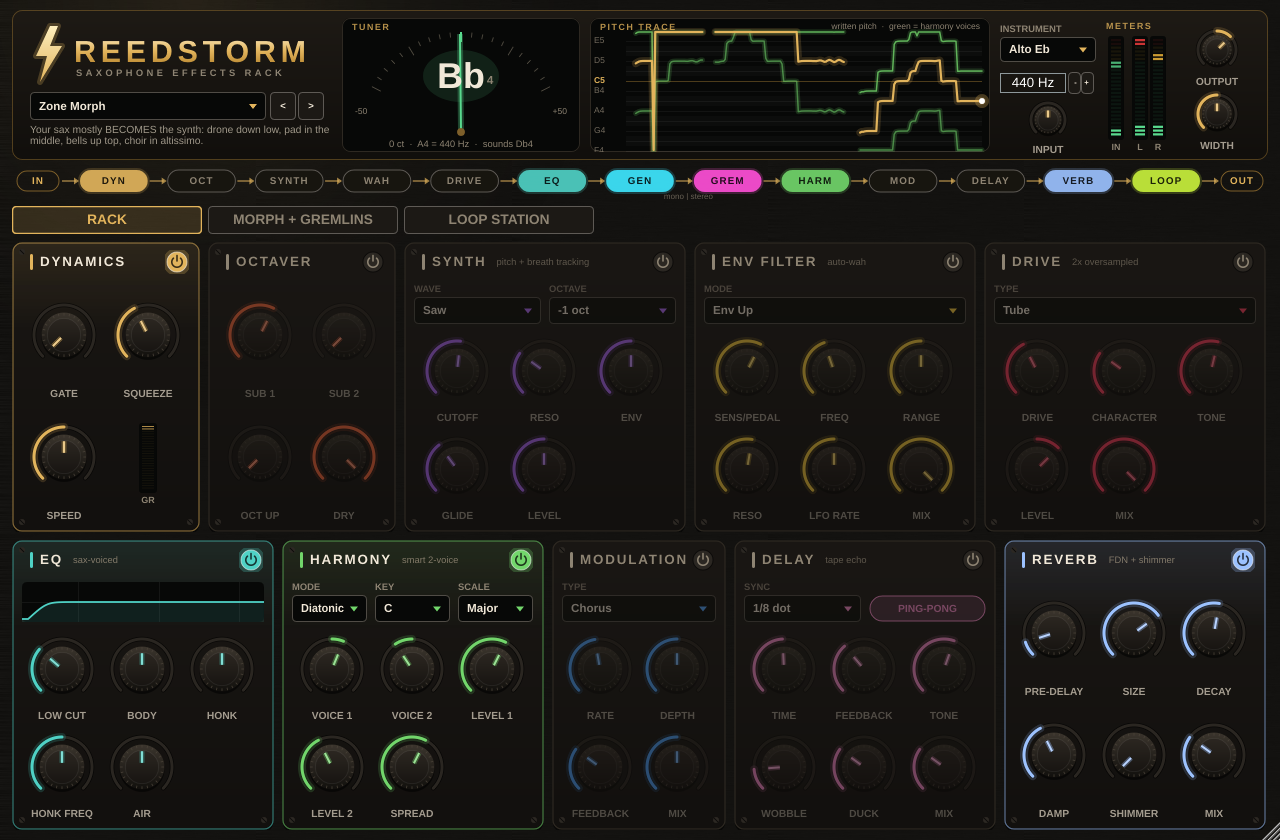 REEDSTORM
SAXOPHONE EFFECTS RACK
Zone Morph
<
>
Your sax mostly BECOMES the synth: drone down low, pad in the
middle, bells up top, choir in altissimo.
TUNER
Bb4
-50
+50
0 ct · A4 = 440 Hz · sounds Db4
PITCH TRACE
written pitch · green = harmony voices
E5
D5
C5
B4
A4
G4
F4
INSTRUMENT
Alto Eb
440 Hz
-
+
INPUT
METERS
IN
L
R
OUTPUT
WIDTH
IN
DYN
OCT
SYNTH
WAH
DRIVE
EQ
GEN
GREM
HARM
MOD
DELAY
VERB
LOOP
OUT
mono | stereo
RACK
MORPH + GREMLINS
LOOP STATION
DYNAMICS
GATE
SQUEEZE
SPEED
GR
OCTAVER
SUB 1
SUB 2
OCT UP
DRY
SYNTH pitch + breath tracking
WAVE
OCTAVE
Saw
-1 oct
CUTOFF
RESO
ENV
GLIDE
LEVEL
ENV FILTER auto-wah
MODE
Env Up
SENS/PEDAL
FREQ
RANGE
RESO
LFO RATE
MIX
DRIVE 2x oversampled
TYPE
Tube
DRIVE
CHARACTER
TONE
LEVEL
MIX
EQ sax-voiced
LOW CUT
BODY
HONK
HONK FREQ
AIR
HARMONY smart 2-voice
MODE
KEY
SCALE
Diatonic
C
Major
VOICE 1
VOICE 2
LEVEL 1
LEVEL 2
SPREAD
MODULATION
TYPE
Chorus
RATE
DEPTH
FEEDBACK
MIX
DELAY tape echo
SYNC
1/8 dot
PING-PONG
TIME
FEEDBACK
TONE
WOBBLE
DUCK
MIX
REVERB FDN + shimmer
PRE-DELAY
SIZE
DECAY
DAMP
SHIMMER
MIX